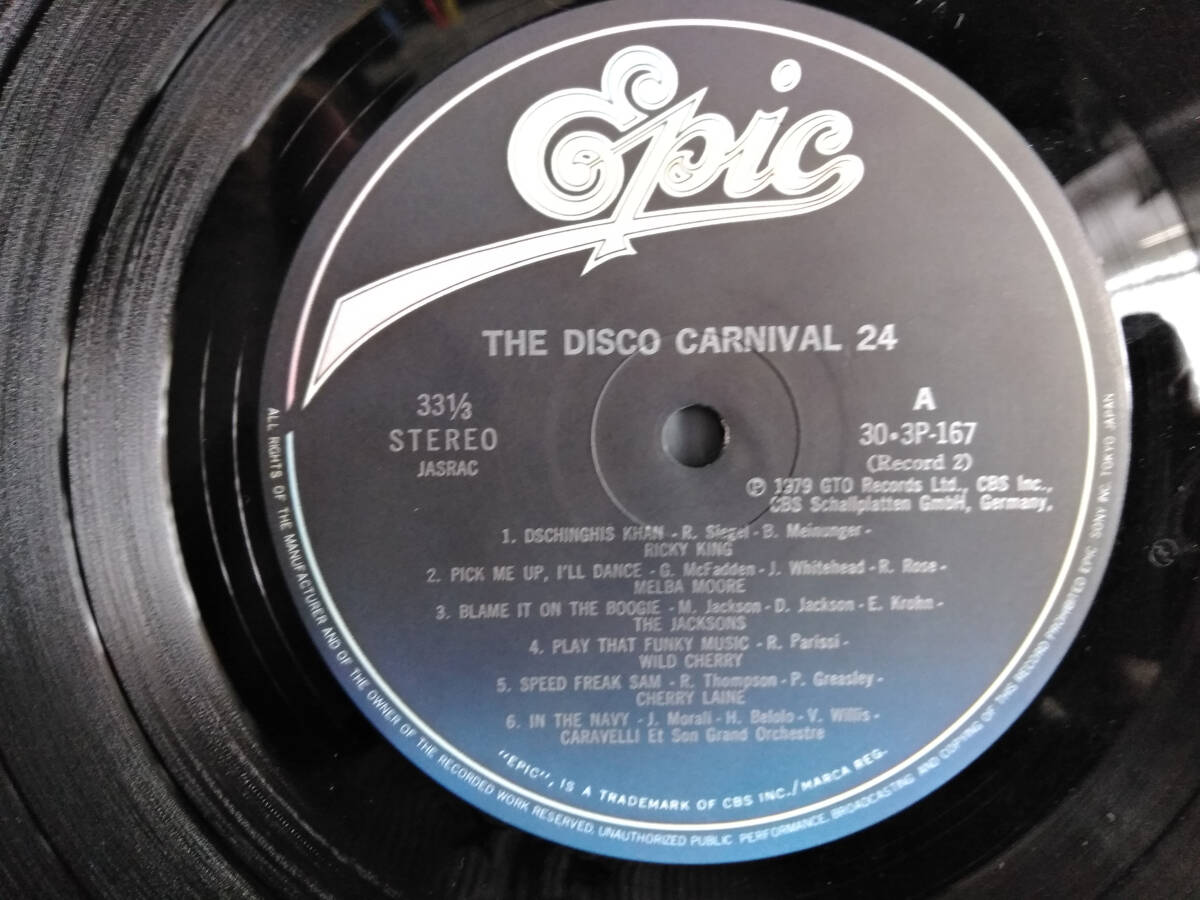 Epic
THE DISCO CARNIVAL 24
33⅓
STEREO
JASRAC
A
30・3P-167
(Record 2)
Ⓟ 1979 GTO Records Ltd., CBS Inc.,
CBS Schallplatten GmbH, Germany,
1. DSCHINGHIS KHAN - R. Siegel - B. Meinunger -
RICKY KING
2. PICK ME UP, I'LL DANCE - G. McFadden - J. Whitehead - R. Rose -
MELBA MOORE
3. BLAME IT ON THE BOOGIE - M. Jackson - D. Jackson - E. Krohn -
THE JACKSONS
4. PLAY THAT FUNKY MUSIC - R. Parissi -
WILD CHERRY
5. SPEED FREAK SAM - R. Thompson - P. Greasley -
CHERRY LAINE
6. IN THE NAVY - J. Morali - H. Belolo - V. Willis -
CARAVELLI Et Son Grand Orchestre
"EPIC", IS A TRADEMARK OF CBS INC./MARCA REG.
ALL RIGHTS OF THE MANUFACTURER AND OF THE OWNER OF THE RECORDED WORK RESERVED. UNAUTHORIZED PUBLIC PERFORMANCE, BROADCASTING AND COPYING OF THIS RECORD PROHIBITED EPIC SONY INC. TOKYO JAPAN